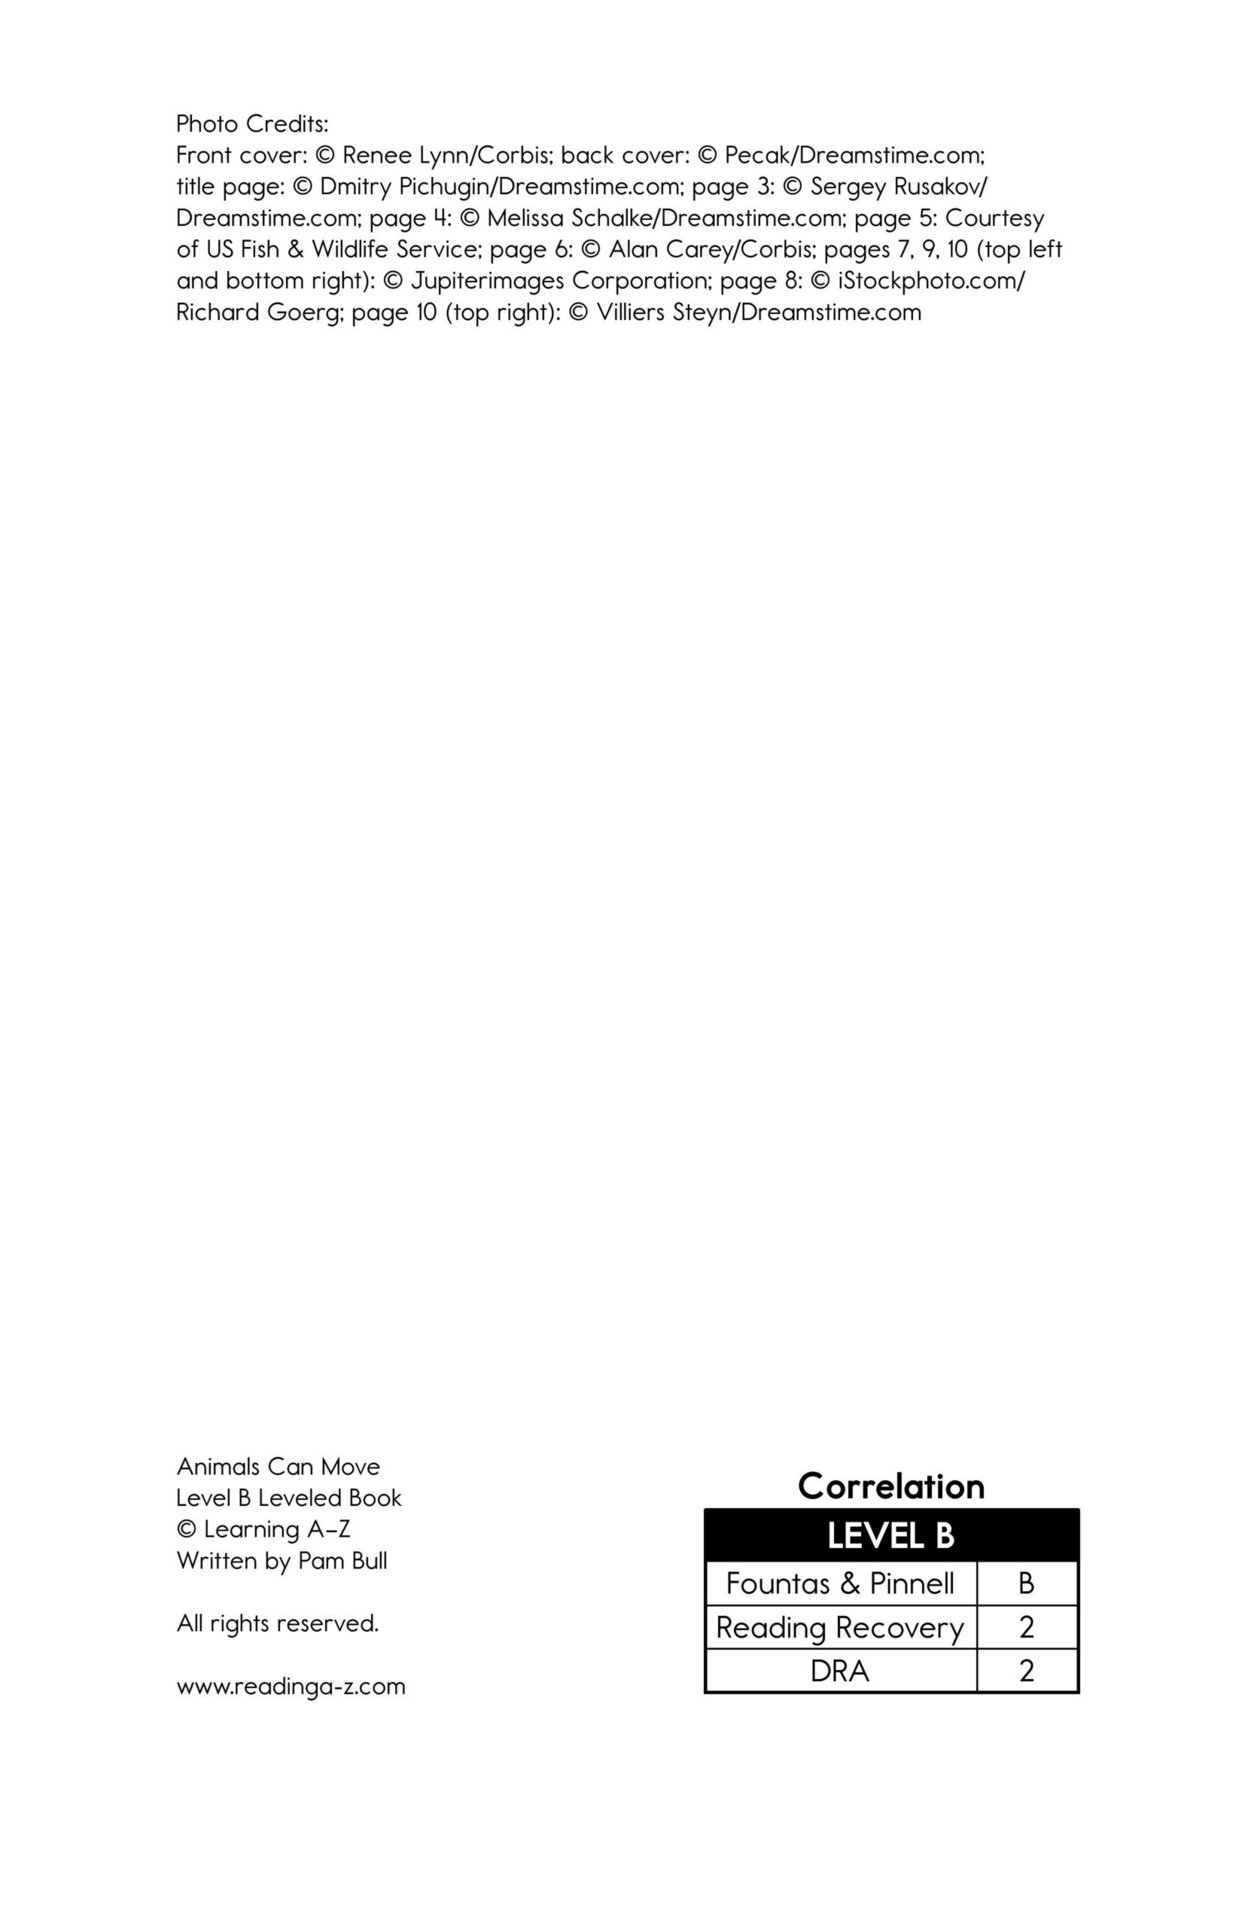 Photo Credits:
Front cover: © Renee Lynn/Corbis; back cover: © Pecak/Dreamstime.com;
title page: © Dmitry Pichugin/Dreamstime.com; page 3: © Sergey Rusakov/
Dreamstime.com; page 4: © Melissa Schalke/Dreamstime.com; page 5: Courtesy
of US Fish & Wildlife Service; page 6: © Alan Carey/Corbis; pages 7, 9, 10 (top left
and bottom right): © Jupiterimages Corporation; page 8: © iStockphoto.com/
Richard Goerg; page 10 (top right): © Villiers Steyn/Dreamstime.com
Animals Can Move
Level B Leveled Book
© Learning A–Z
Written by Pam Bull
All rights reserved.
www.readinga-z.com
Correlation
LEVEL B
Fountas & Pinnell B
Reading Recovery 2
DRA 2